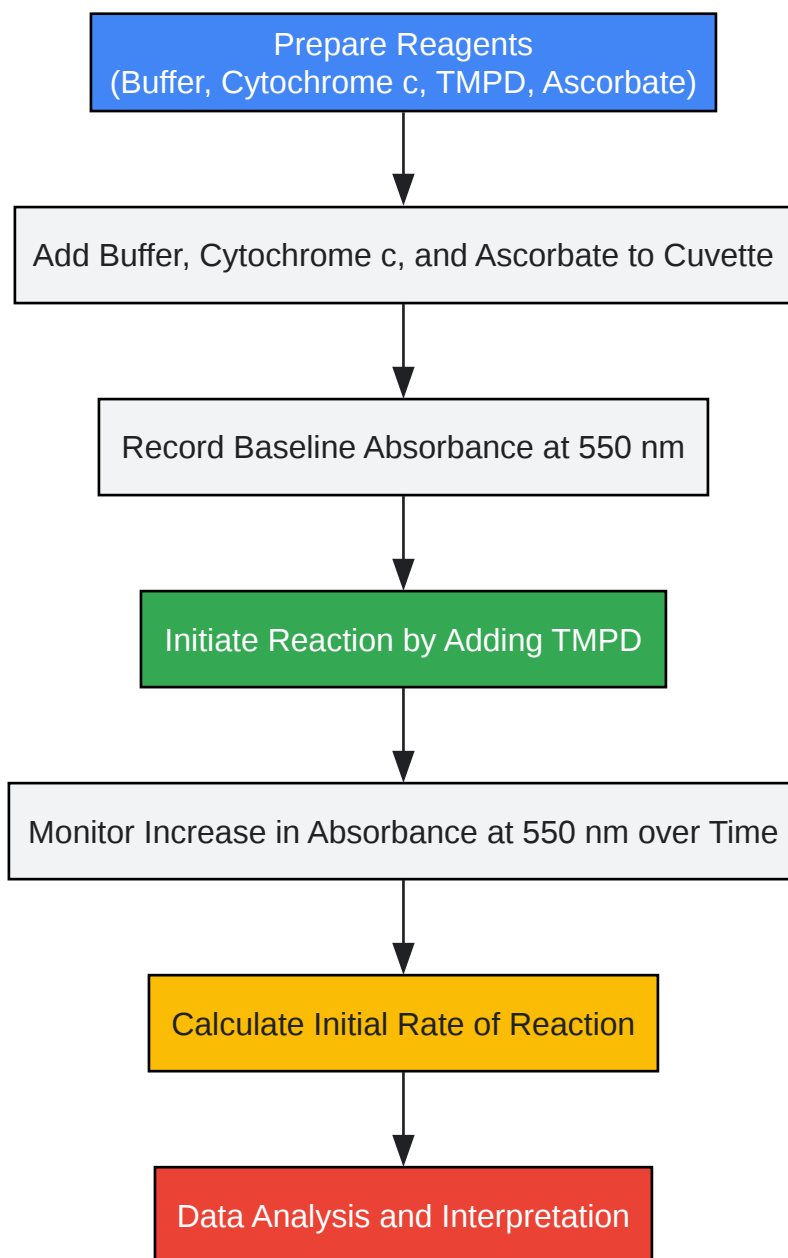 Prepare Reagents
(Buffer, Cytochrome c, TMPD, Ascorbate)
Add Buffer, Cytochrome c, and Ascorbate to Cuvette
Record Baseline Absorbance at 550 nm
Initiate Reaction by Adding TMPD
Monitor Increase in Absorbance at 550 nm over Time
Calculate Initial Rate of Reaction
Data Analysis and Interpretation